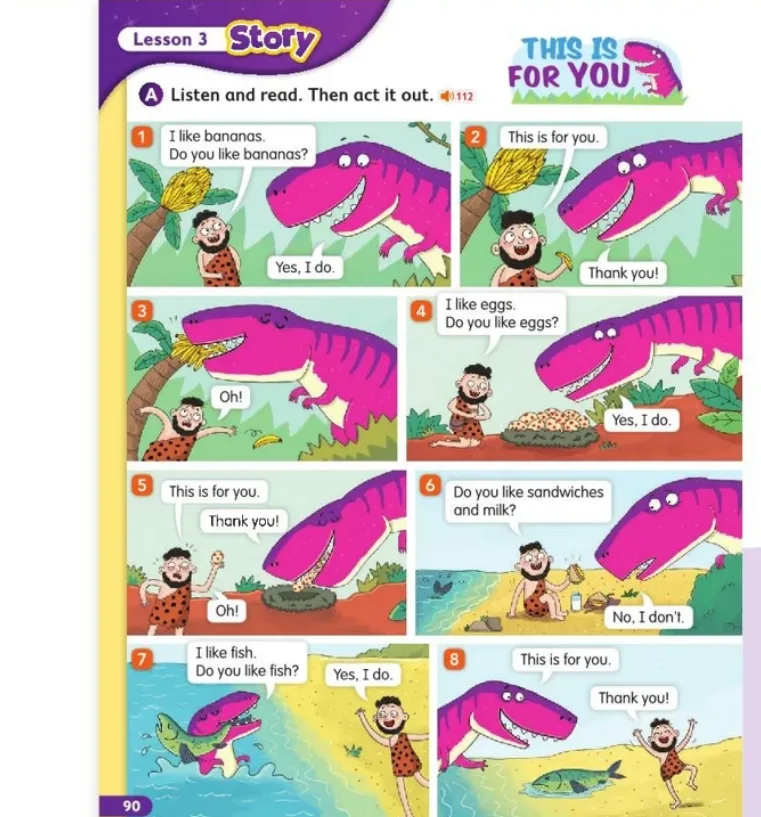 Lesson 3 Story
THIS IS
FOR YOU
A Listen and read. Then act it out. 112
1
I like bananas.
Do you like bananas?
Yes, I do.
2
This is for you.
Thank you!
3
Oh!
4
I like eggs.
Do you like eggs?
Yes, I do.
5
This is for you.
Thank you!
Oh!
6
Do you like sandwiches
and milk?
No, I don't.
7
I like fish.
Do you like fish?
Yes, I do.
8
This is for you.
Thank you!
90